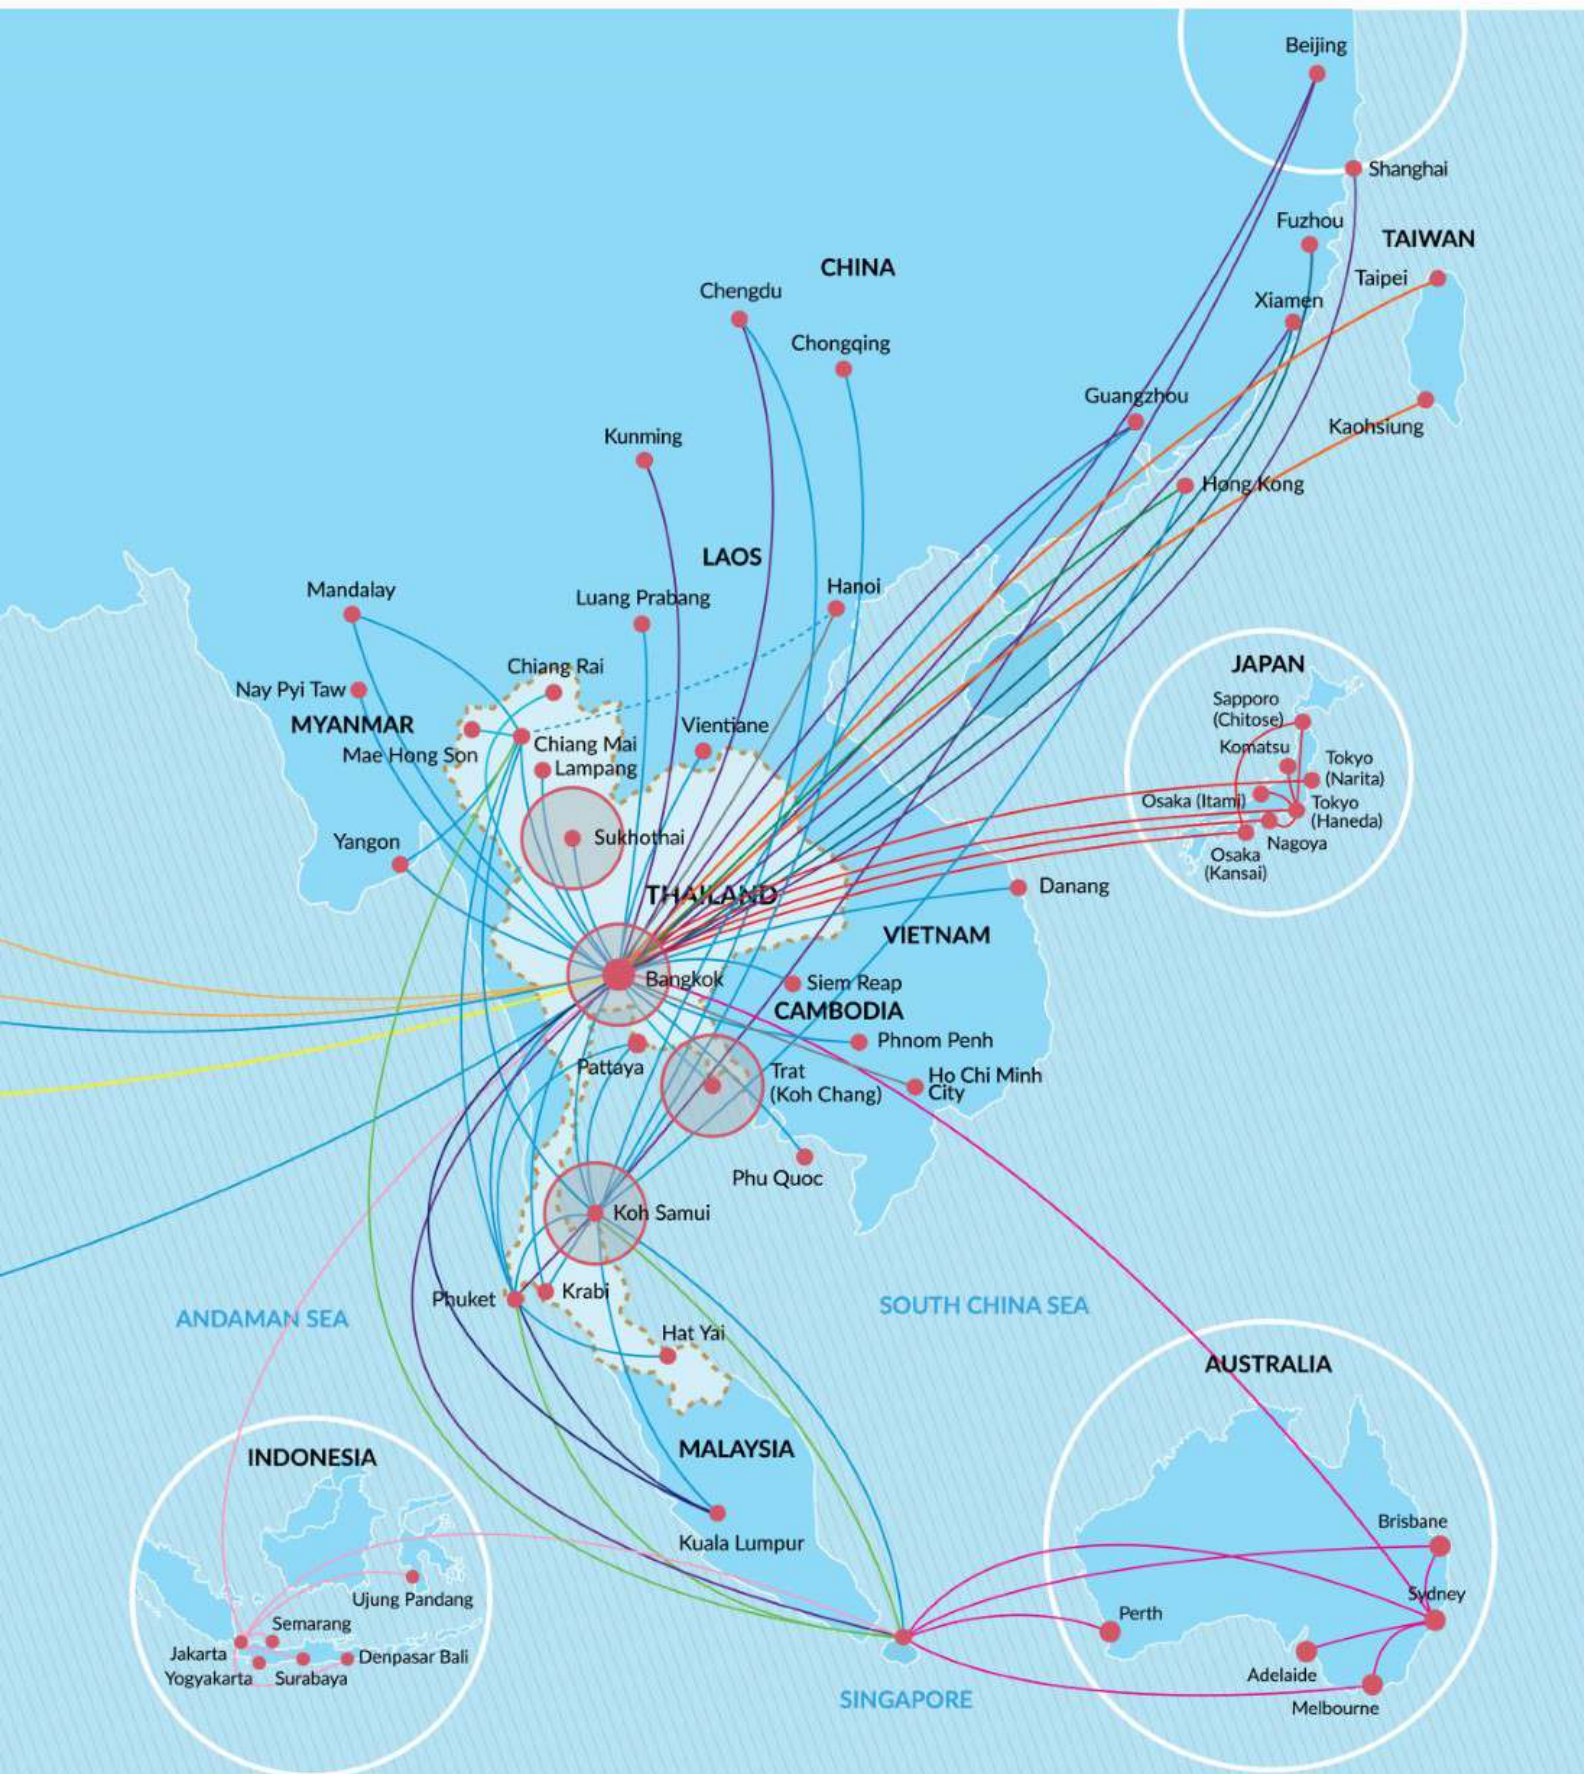 Beijing
Shanghai
Fuzhou
TAIWAN
CHINA
Taipei
Chengdu
Xiamen
Chongqing
Guangzhou
Kaohsiung
Kunming
Hong Kong
LAOS
Mandalay
Luang Prabang
Hanoi
Chiang Rai
JAPAN
Nay Pyi Taw
Sapporo
(Chitose)
MYANMAR
Vientiane
Mae Hong Son
Chiang Mai
Lampang
Komatsu
Tokyo
(Narita)
Osaka (Itami)
Tokyo
(Haneda)
Yangon
Sukhothai
Nagoya
Osaka
(Kansai)
THAILAND
Danang
VIETNAM
Bangkok
Siem Reap
CAMBODIA
Phnom Penh
Pattaya
Trat
(Koh Chang)
Ho Chi Minh
City
Phu Quoc
Koh Samui
Phuket
Krabi
ANDAMAN SEA
SOUTH CHINA SEA
Hat Yai
AUSTRALIA
INDONESIA
MALAYSIA
Kuala Lumpur
Brisbane
Ujung Pandang
Sydney
Semarang
Perth
Jakarta
Denpasar Bali
Yogyakarta
Surabaya
Adelaide
SINGAPORE
Melbourne